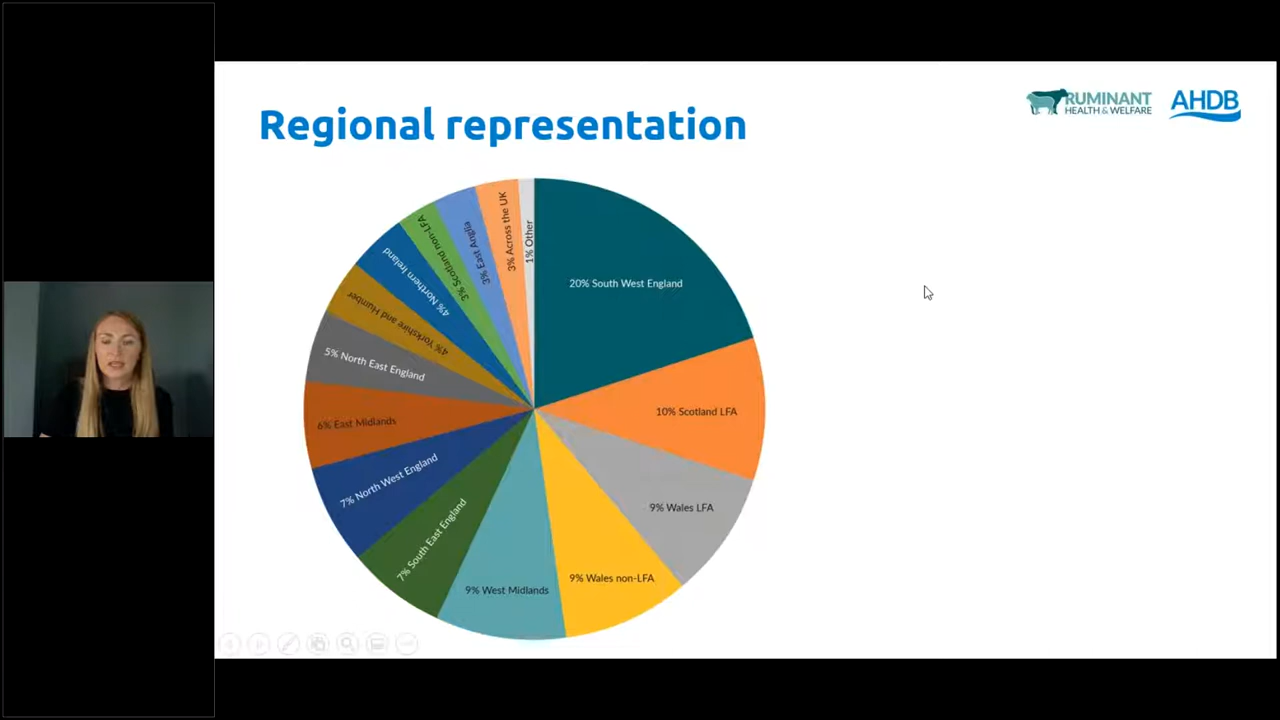 RUMINANT
HEALTH & WELFARE
AHDB
Regional representation
20% South West England
10% Scotland LFA
9% Wales LFA
9% Wales non-LFA
9% West Midlands
7% South East England
7% North West England
6% East Midlands
5% North East England
4% Yorkshire and Humber
4% Northern Ireland
3% Scotland non-LFA
3% East Anglia
3% Across the UK
1% Other